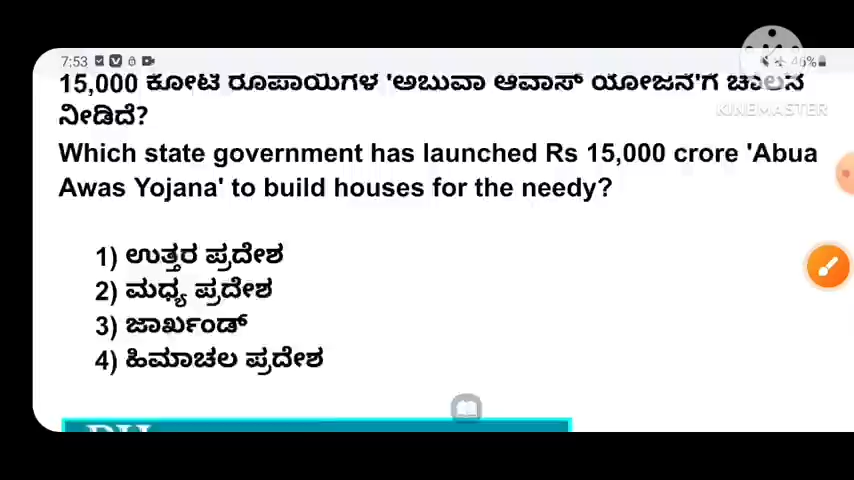 7:53
46%
KINEMASTER
15,000 ಕೋಟಿ ರೂಪಾಯಿಗಳ 'ಅಬುವಾ ಆವಾಸ್ ಯೋಜನೆ'ಗೆ ಚಾಲನೆ
ನೀಡಿದೆ?
Which state government has launched Rs 15,000 crore 'Abua
Awas Yojana' to build houses for the needy?
1) ಉತ್ತರ ಪ್ರದೇಶ
2) ಮಧ್ಯ ಪ್ರದೇಶ
3) ಜಾರ್ಖಂಡ್
4) ಹಿಮಾಚಲ ಪ್ರದೇಶ